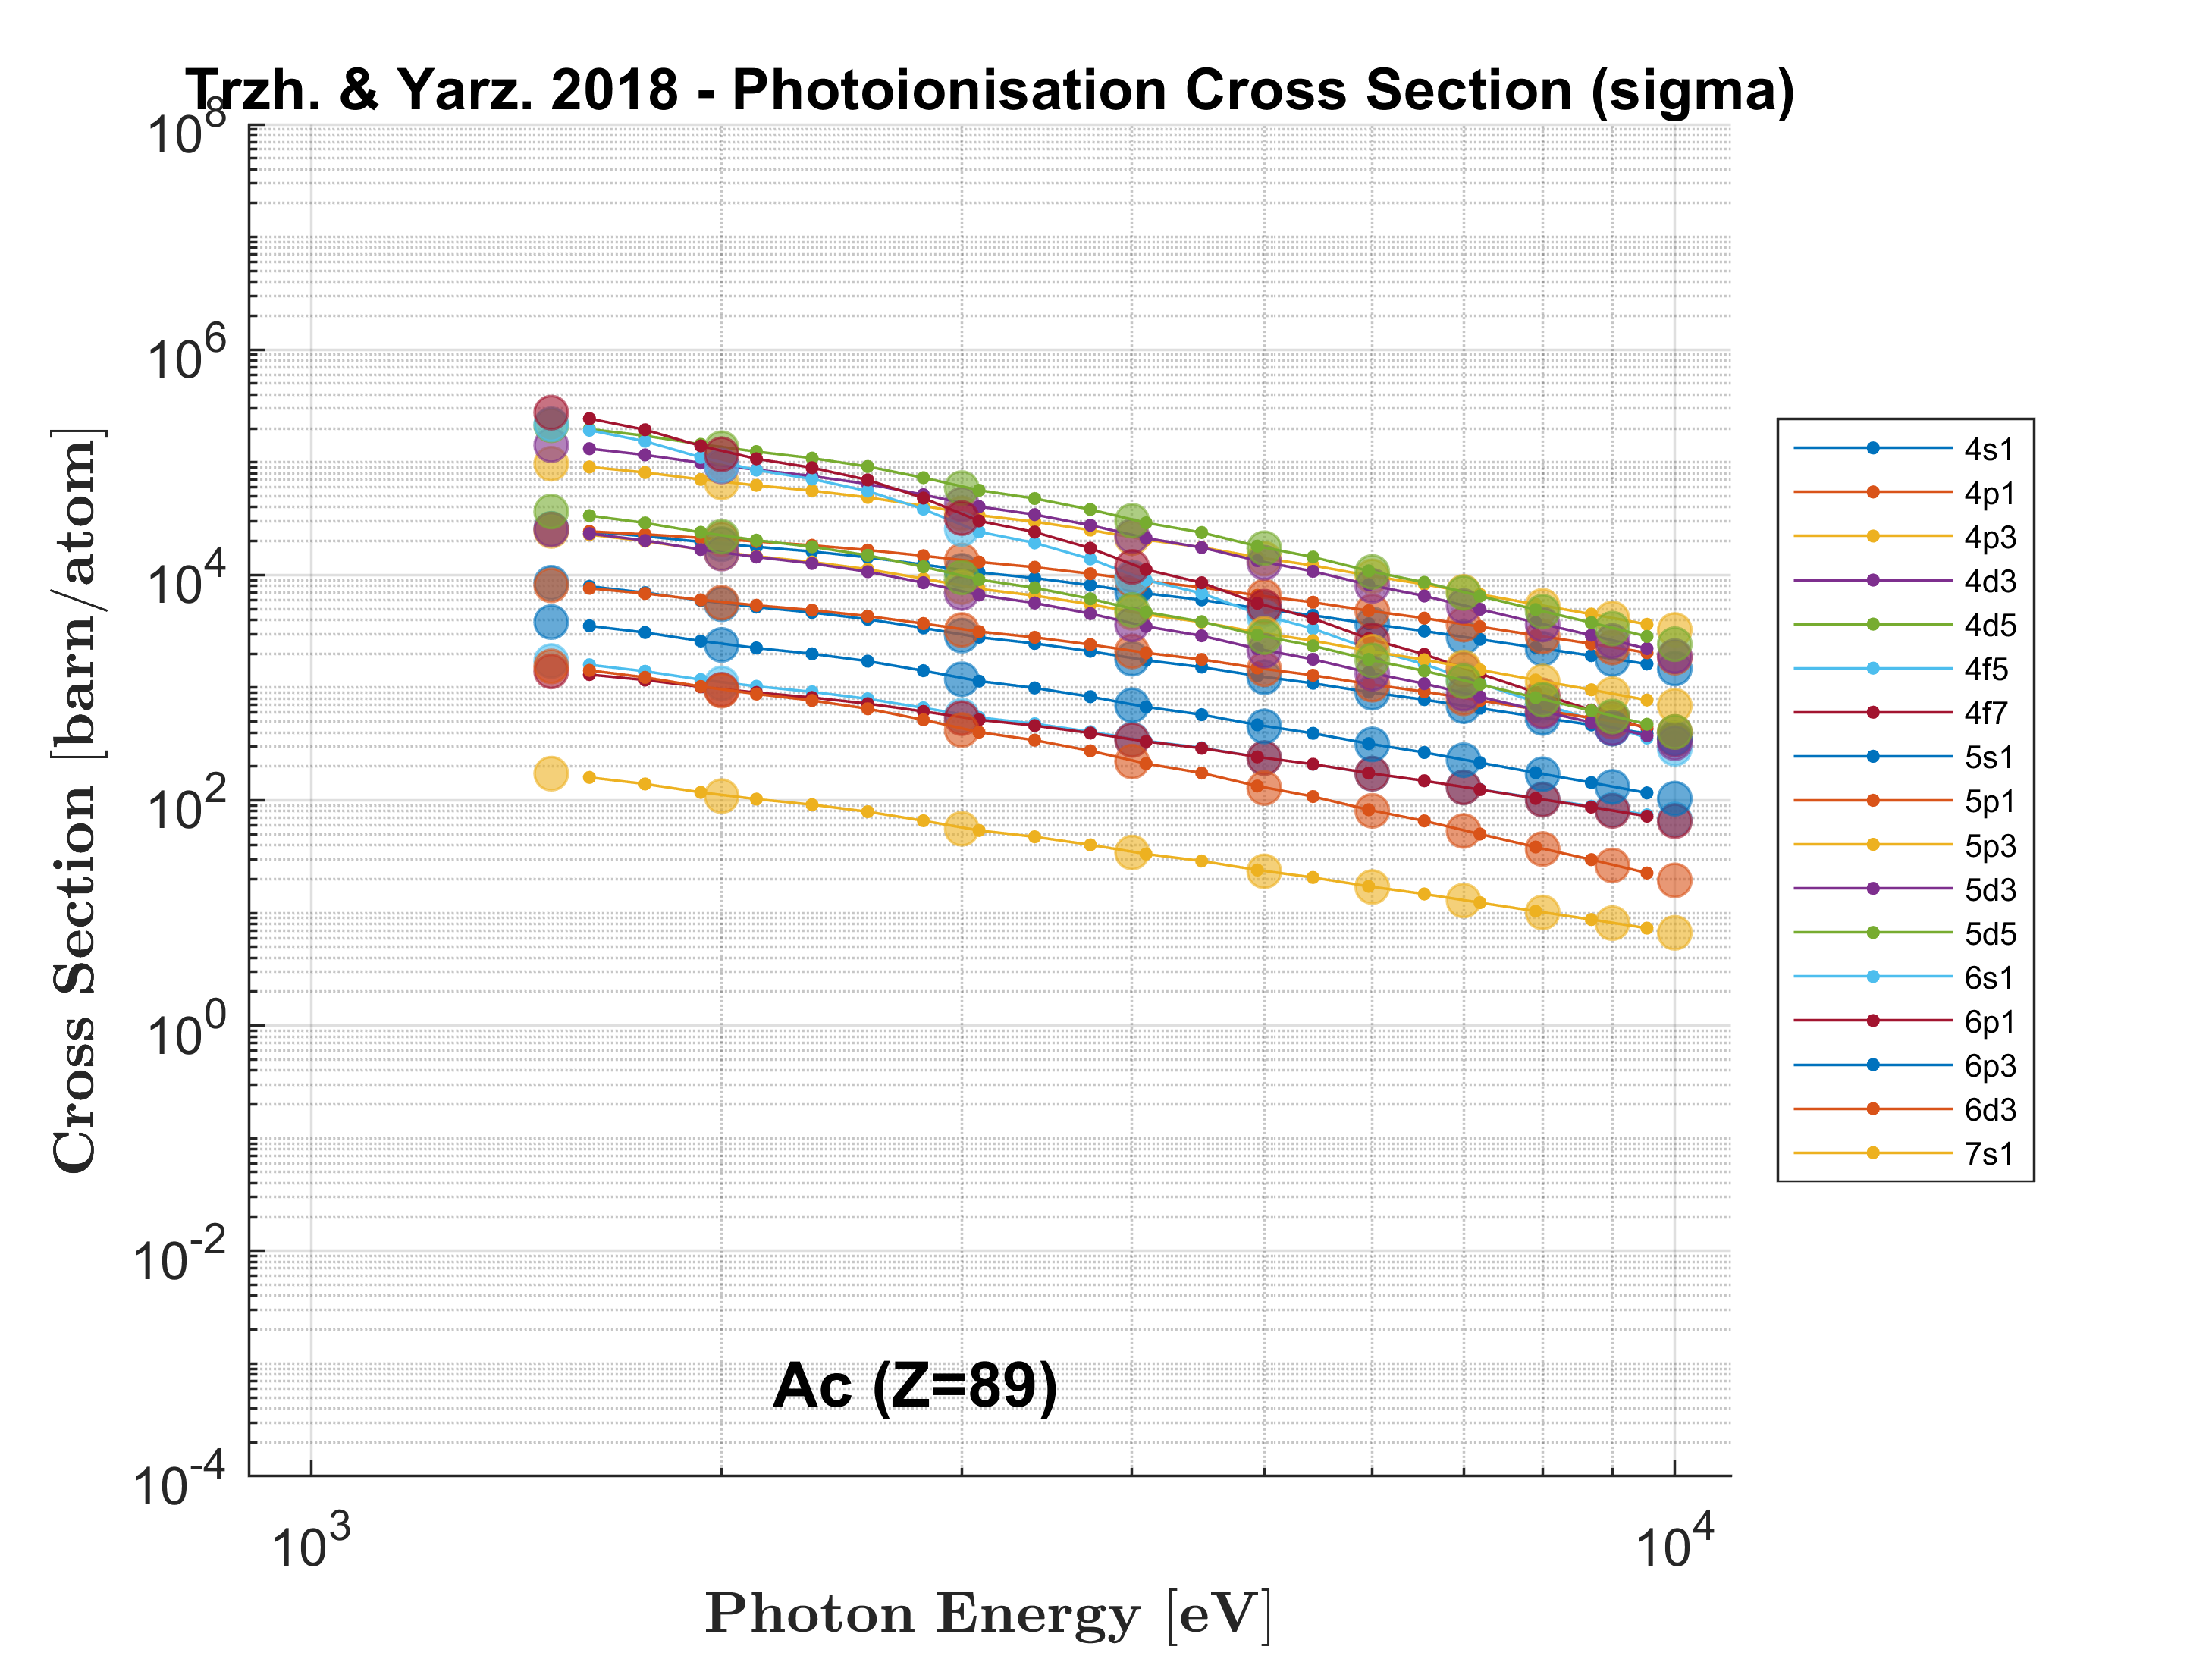 Trzh. & Yarz. 2018 - Photoionisation Cross Section (sigma)
10^8
10^6
10^4
10^2
10^0
10^-2
10^-4
Cross Section [barn/atom]
Ac (Z=89)
10^3
10^4
Photon Energy [eV]
4s1
4p1
4p3
4d3
4d5
4f5
4f7
5s1
5p1
5p3
5d3
5d5
6s1
6p1
6p3
6d3
7s1